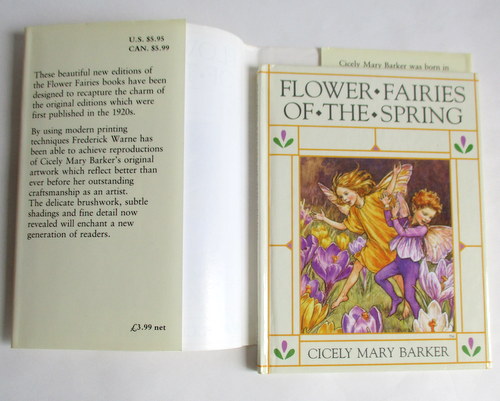 U.S. $5.95
CAN. $5.99
These beautiful new editions of
the Flower Fairies books have been
designed to recapture the charm of
the original editions which were
first published in the 1920s.
By using modern printing
techniques Frederick Warne has
been able to achieve reproductions
of Cicely Mary Barker's original
artwork which reflect better than
ever before her outstanding
craftsmanship as an artist.
The delicate brushwork, subtle
shadings and fine detail now
revealed will enchant a new
generation of readers.
£3.99 net
Cicely Mary Barker was born in
FLOWER•FAIRIES
OF•THE•SPRING
CICELY MARY BARKER